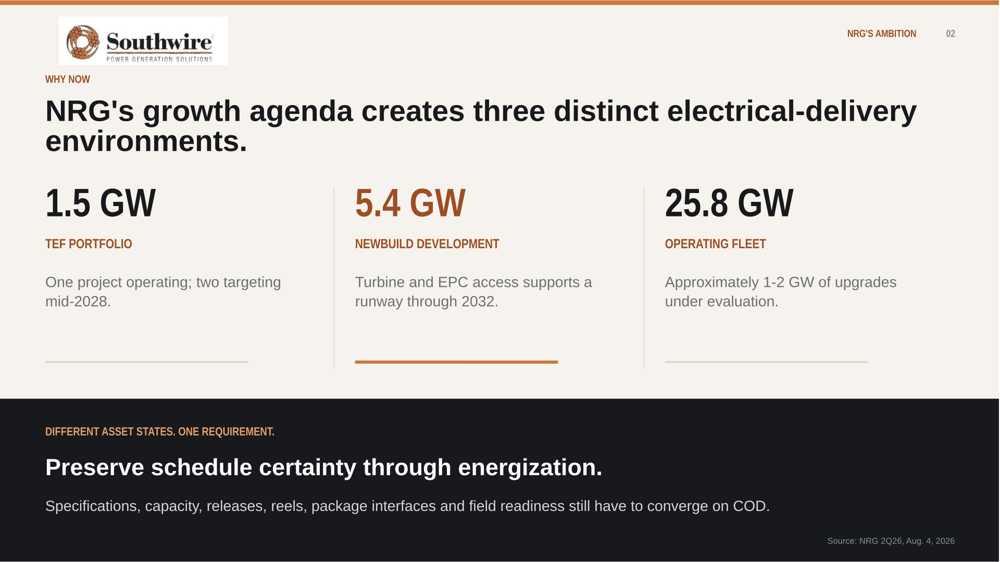 Southwire®
POWER GENERATION SOLUTIONS
NRG'S AMBITION 02
WHY NOW
NRG's growth agenda creates three distinct electrical-delivery
environments.
1.5 GW
TEF PORTFOLIO
One project operating; two targeting
mid-2028.
5.4 GW
NEWBUILD DEVELOPMENT
Turbine and EPC access supports a
runway through 2032.
25.8 GW
OPERATING FLEET
Approximately 1-2 GW of upgrades
under evaluation.
DIFFERENT ASSET STATES. ONE REQUIREMENT.
Preserve schedule certainty through energization.
Specifications, capacity, releases, reels, package interfaces and field readiness still have to converge on COD.
Source: NRG 2Q26, Aug. 4, 2026